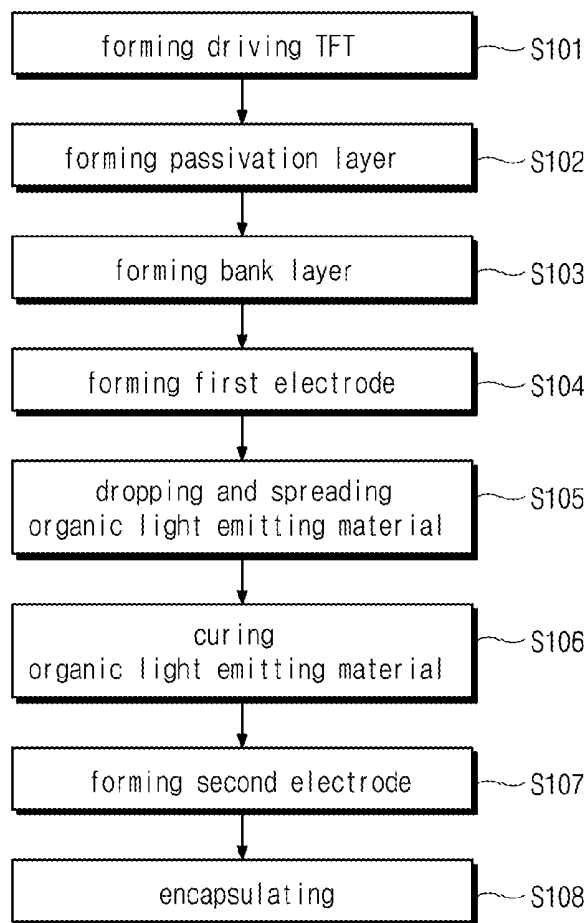 forming driving TFT S101
forming passivation layer S102
forming bank layer S103
forming first electrode S104
dropping and spreading
organic light emitting material S105
curing
organic light emitting material S106
forming second electrode S107
encapsulating S108